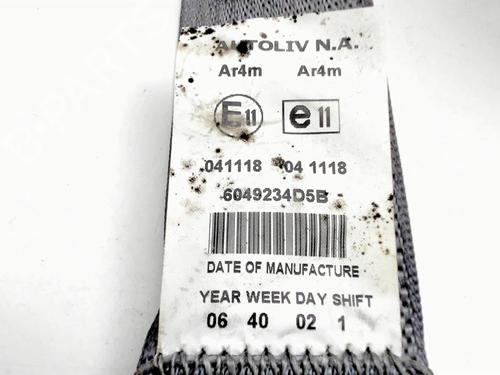 AUTOLIV N.A.
Ar4m Ar4m
E11 e11
041118 04 1118
6049234D5B
DATE OF MANUFACTURE
YEAR WEEK DAY SHIFT
06 40 02 1